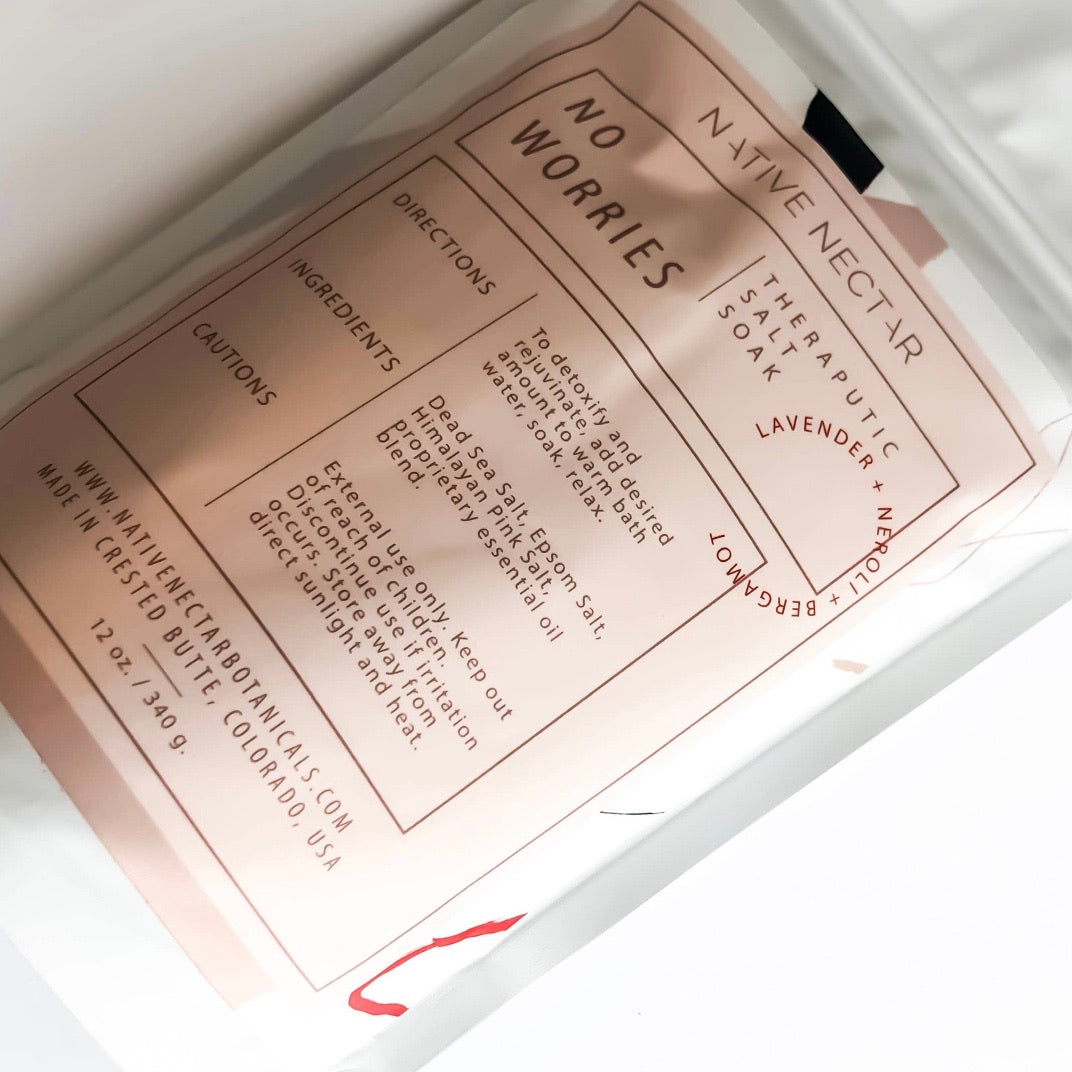 NATIVE NECTAR
NO
WORRIES
THERAPUTIC
SALT
SOAK
LAVENDER + NEROLI + BERGAMOT
DIRECTIONS
To detoxify and
rejuvinate, add desired
amount to warm bath
water, soak, relax.
INGREDIENTS
Dead Sea Salt, Epsom Salt,
Himalayan Pink Salt,
proprietary essential oil
blend.
CAUTIONS
External use only. Keep out
of reach of children.
Discontinue use if irritation
occurs. Store away from
direct sunlight and heat.
WWW.NATIVENECTARBOTANICALS.COM
MADE IN CRESTED BUTTE, COLORADO, USA
12 oz. / 340 g.